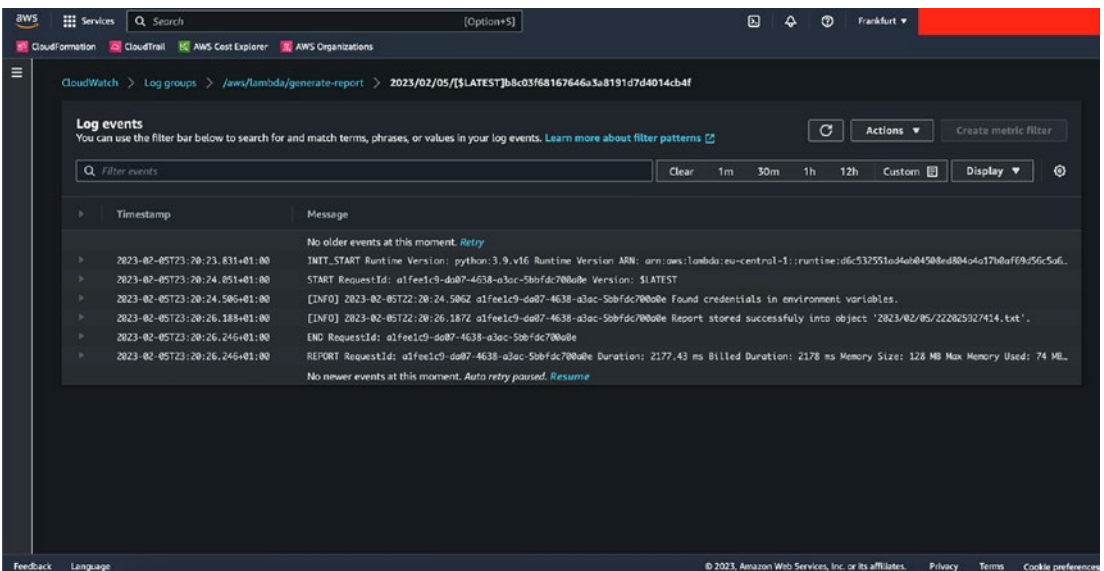 aws Services Search [Option+S] Frankfurt
CloudFormation CloudTrail AWS Cost Explorer AWS Organizations
CloudWatch > Log groups > /aws/lambda/generate-report > 2023/02/05/[$LATEST]b8c03f68167646a3a8191d7d4014cb4f
Log events
You can use the filter bar below to search for and match terms, phrases, or values in your log events. Learn more about filter patterns
Actions Create metric filter
Filter events Clear 1m 30m 1h 12h Custom Display
Timestamp Message
No older events at this moment. Retry
2023-02-05T23:20:23.831+01:00 INIT_START Runtime Version: python:3.9.v16 Runtime Version ARN:
2023-02-05T23:20:24.051+01:00 START RequestId: a1fee1c9-da07-4638-a3ac-5bbfdc700a0e Version: $LATEST
2023-02-05T23:20:24.506+01:00 [INFO] 2023-02-05T22:20:24.506Z a1fee1c9-da07-4638-a3ac-5bbfdc700a0e Found credentials in environment variables.
2023-02-05T23:20:26.188+01:00 [INFO] 2023-02-05T22:20:26.187Z a1fee1c9-da07-4638-a3ac-5bbfdc700a0e Report stored successfuly into object '2023/02/05/222025927414.txt'.
2023-02-05T23:20:26.246+01:00 END RequestId: a1fee1c9-da07-4638-a3ac-5bbfdc700a0e
2023-02-05T23:20:26.246+01:00 REPORT RequestId: a1fee1c9-da07-4638-a3ac-5bbfdc700a0e Duration: 2177.43 ms Billed Duration: 2178 ms Memory Size: 128 MB Max Memory Used: 74 MB…
No newer events at this moment. Auto retry paused. Resume
Feedback Language © 2023, Amazon Web Services, Inc. or its affiliates. Privacy Terms Cookie preferences